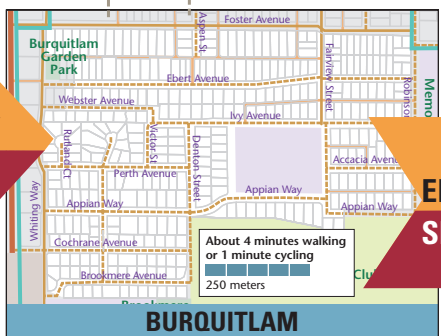 Foster Avenue
Aspen St.
Burquitlam
Garden
Park
Fairview Street
Ebert Avenue
Robinson
Webster Avenue
Ivy Avenue
Rutland Ct
Victor St.
Denton Street
Accacia Avenue
Perth Avenue
Whiting Way
Appian Way
Appian Way
Appian Way
Cochrane Avenue
About 4 minutes walking
or 1 minute cycling
250 meters
Brookmere Avenue
BURQUITLAM